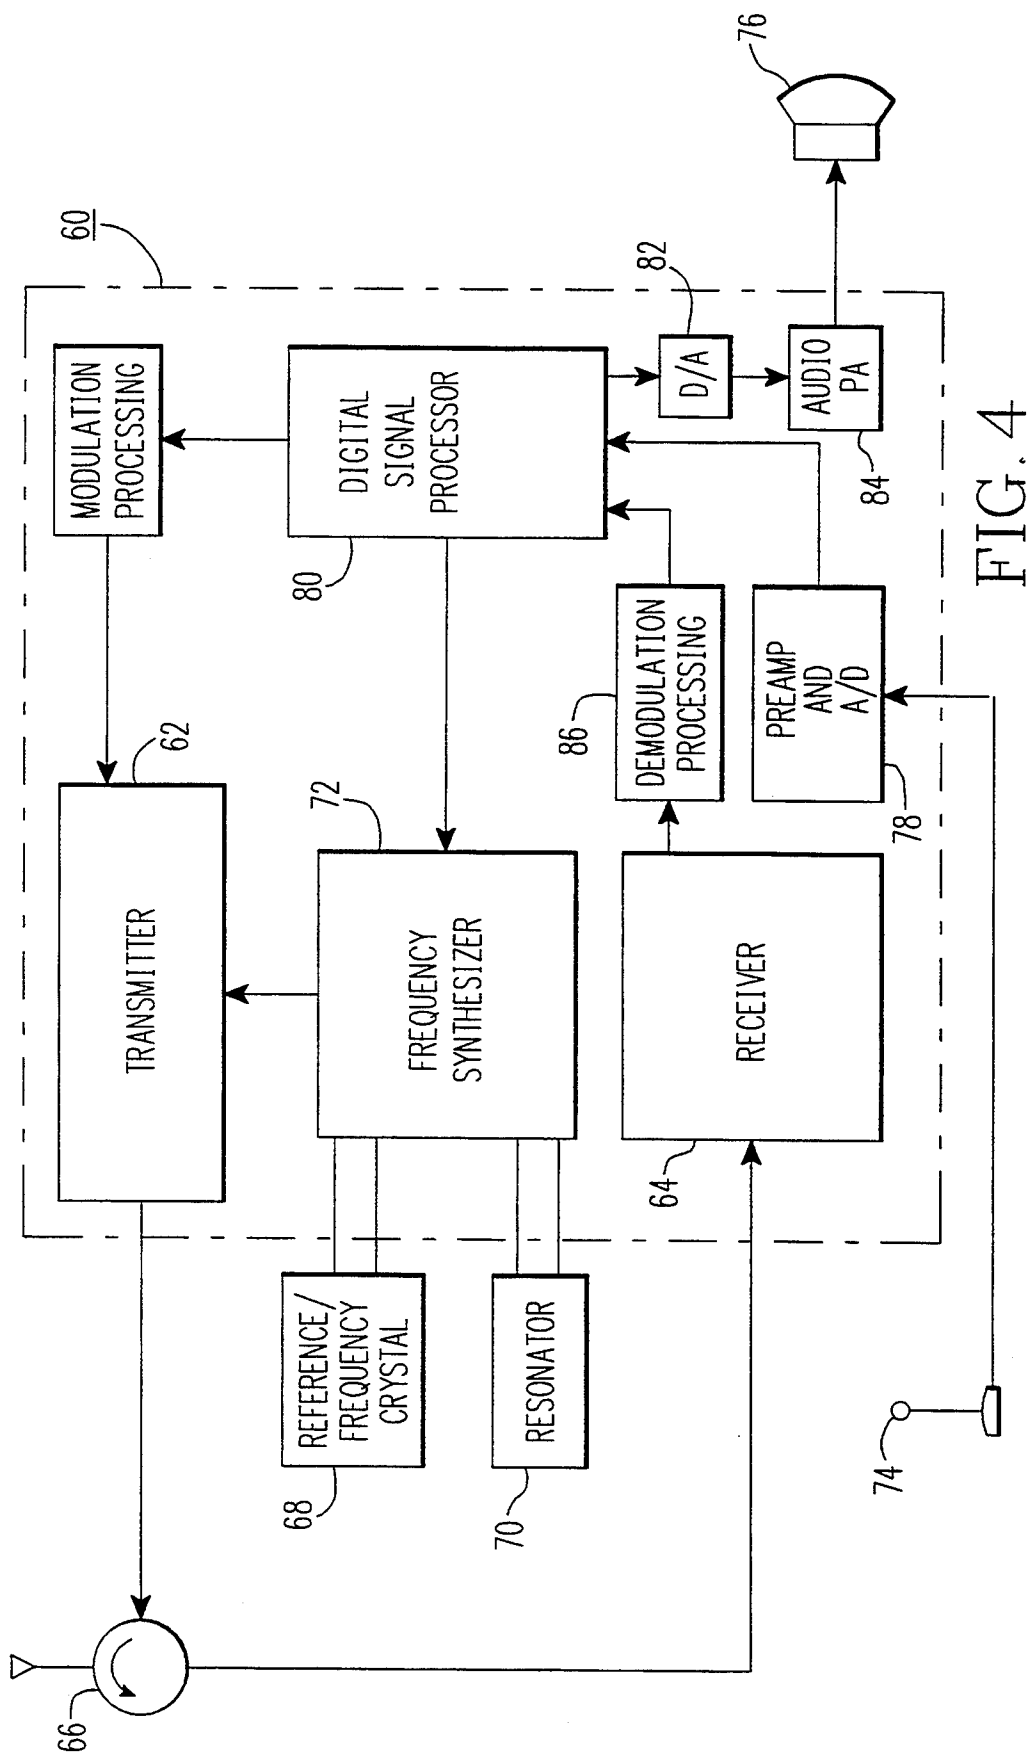 60
MODULATION
PROCESSING
62
TRANSMITTER
66
DIGITAL
SIGNAL
PROCESSOR
80
72
FREQUENCY
SYNTHESIZER
REFERENCE/
FREQUENCY
CRYSTAL
68
RESONATOR
70
76
82
D/A
AUDIO
PA
84
86
DEMODULATION
PROCESSING
PREAMP
AND
A/D
78
RECEIVER
64
74
FIG. 4